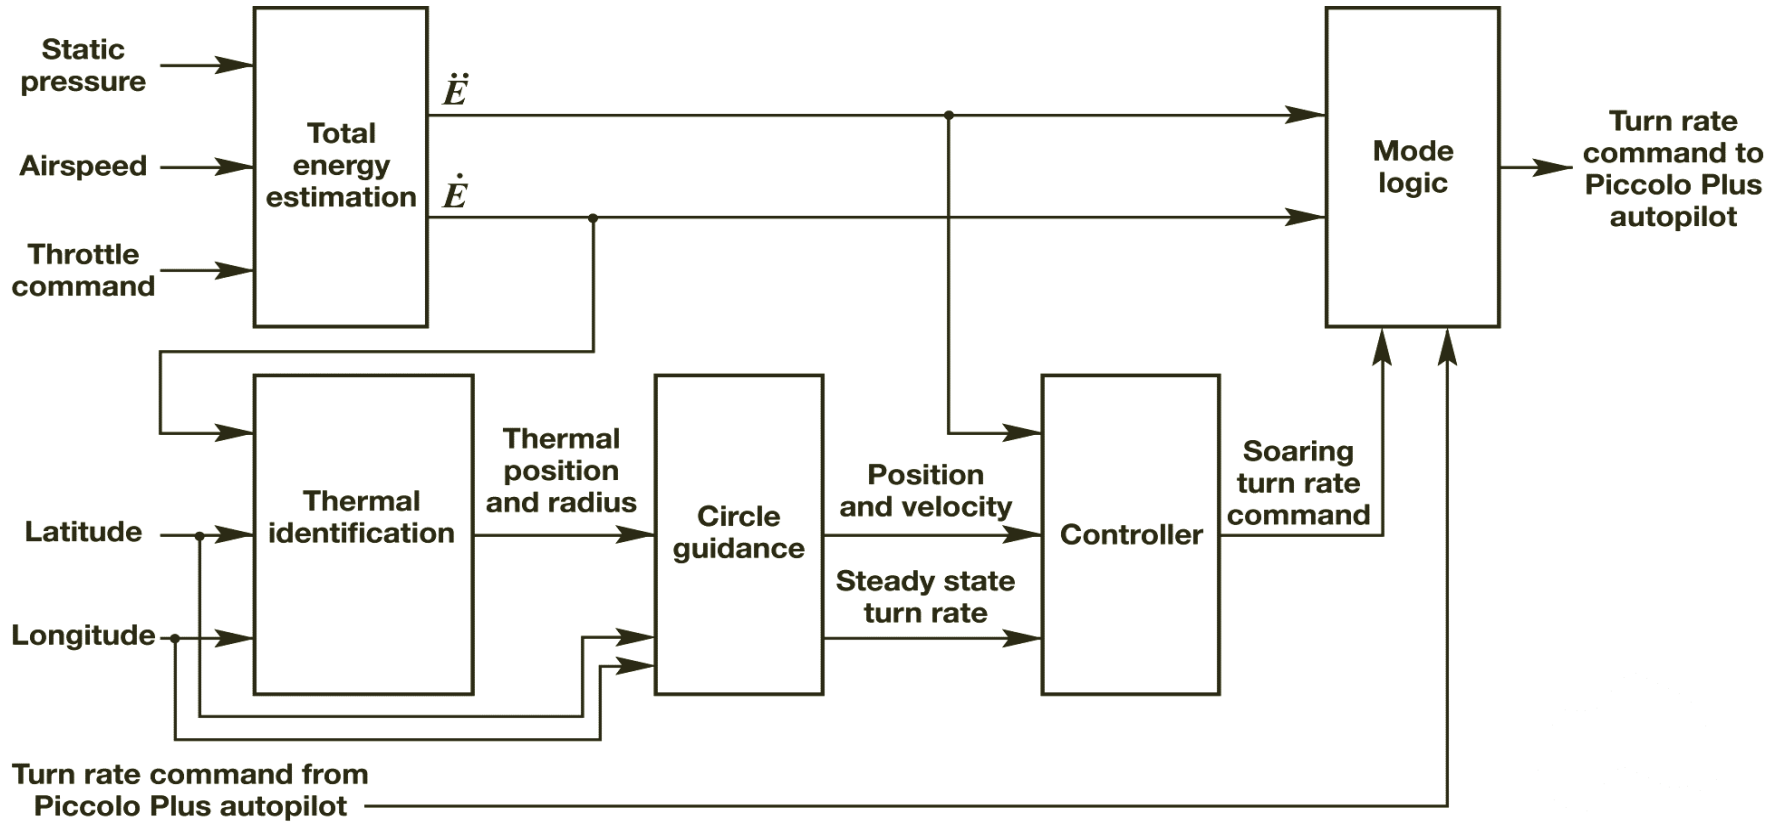 Static
pressure
Airspeed
Throttle
command
Total
energy
estimation
Ë
Ė
Mode
logic
Turn rate
command to
Piccolo Plus
autopilot
Latitude
Longitude
Thermal
identification
Thermal
position
and radius
Circle
guidance
Position
and velocity
Steady state
turn rate
Controller
Soaring
turn rate
command
Turn rate command from
Piccolo Plus autopilot